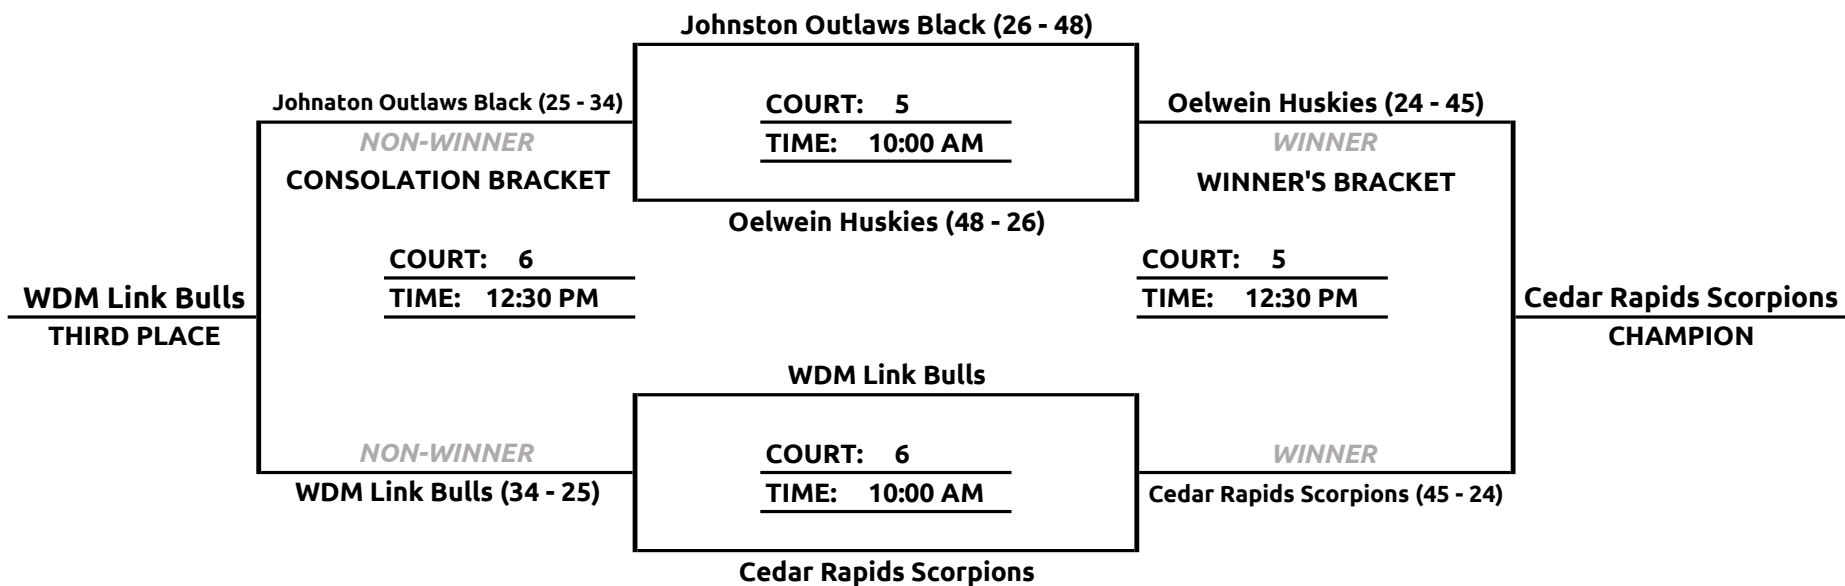 Johnston Outlaws Black (26 - 48)
Johnaton Outlaws Black (25 - 34)
COURT: 5
Oelwein Huskies (24 - 45)
NON-WINNER
TIME: 10:00 AM
WINNER
CONSOLATION BRACKET
WINNER'S BRACKET
Oelwein Huskies (48 - 26)
COURT: 6
COURT: 5
WDM Link Bulls
TIME: 12:30 PM
TIME: 12:30 PM
Cedar Rapids Scorpions
THIRD PLACE
CHAMPION
WDM Link Bulls
NON-WINNER
COURT: 6
WINNER
WDM Link Bulls (34 - 25)
TIME: 10:00 AM
Cedar Rapids Scorpions (45 - 24)
Cedar Rapids Scorpions